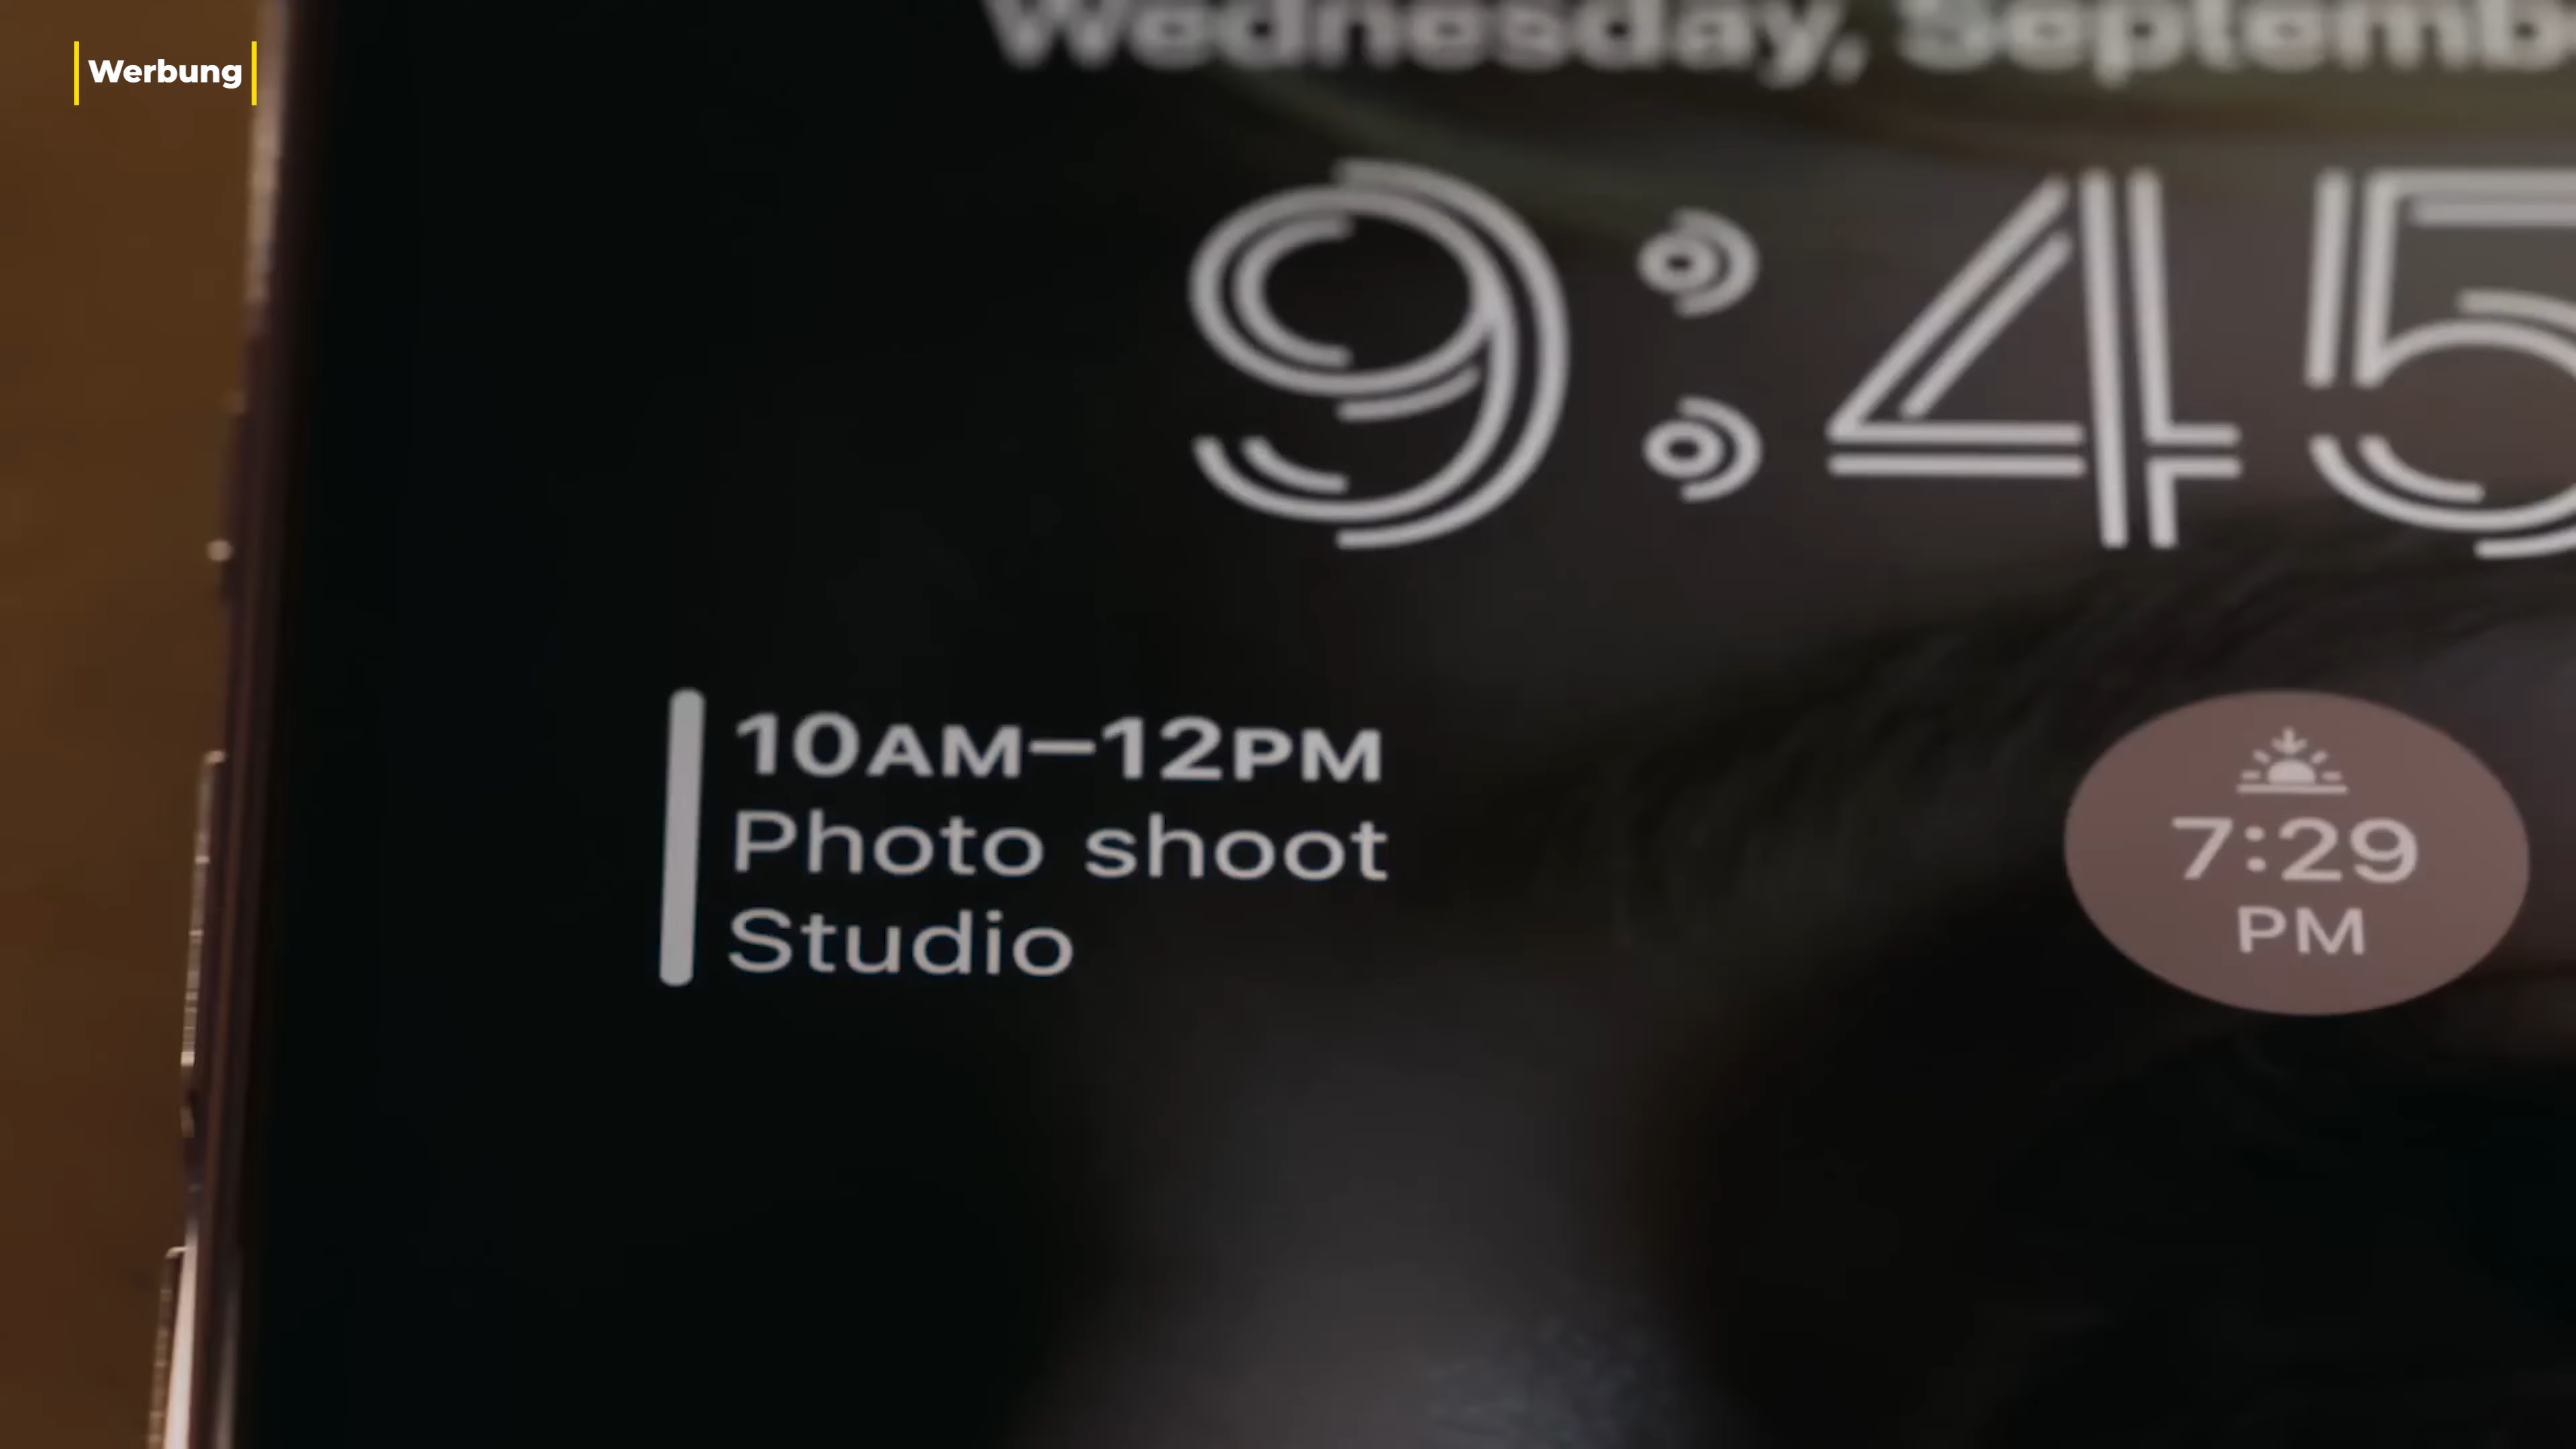 Werbung
Wednesday, Septemb
9:45
10AM–12PM
Photo shoot
Studio
7:29
PM